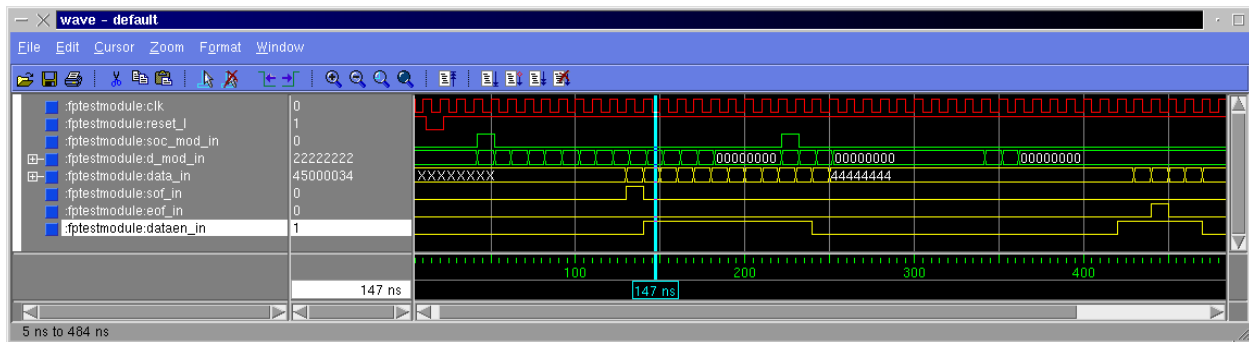 wave - default
File Edit Cursor Zoom Format Window
:fptestmodule:clk 0
:fptestmodule:reset_l 1
:fptestmodule:soc_mod_in 0
:fptestmodule:d_mod_in 22222222 00000000 00000000 00000000
:fptestmodule:data_in 45000034 XXXXXXXX 44444444
:fptestmodule:sof_in 0
:fptestmodule:eof_in 0
:fptestmodule:dataen_in 1
100 200 300 400
147 ns 147 ns
5 ns to 484 ns